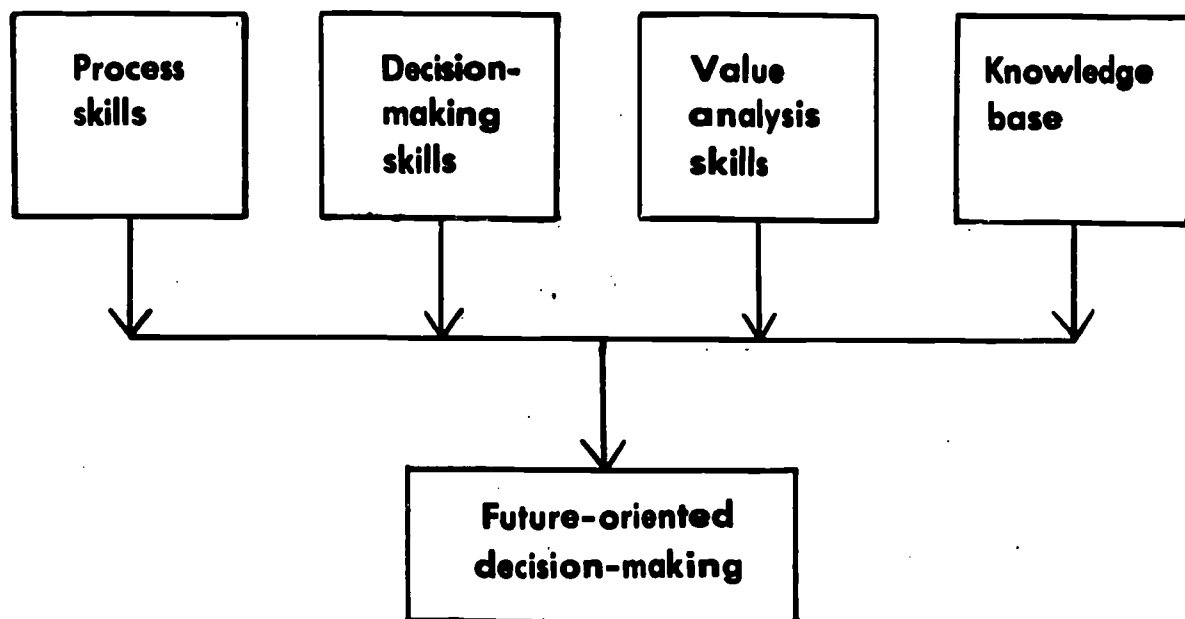 Process
skills
Decision-
making
skills
Value
analysis
skills
Knowledge
base
Future-oriented
decision-making